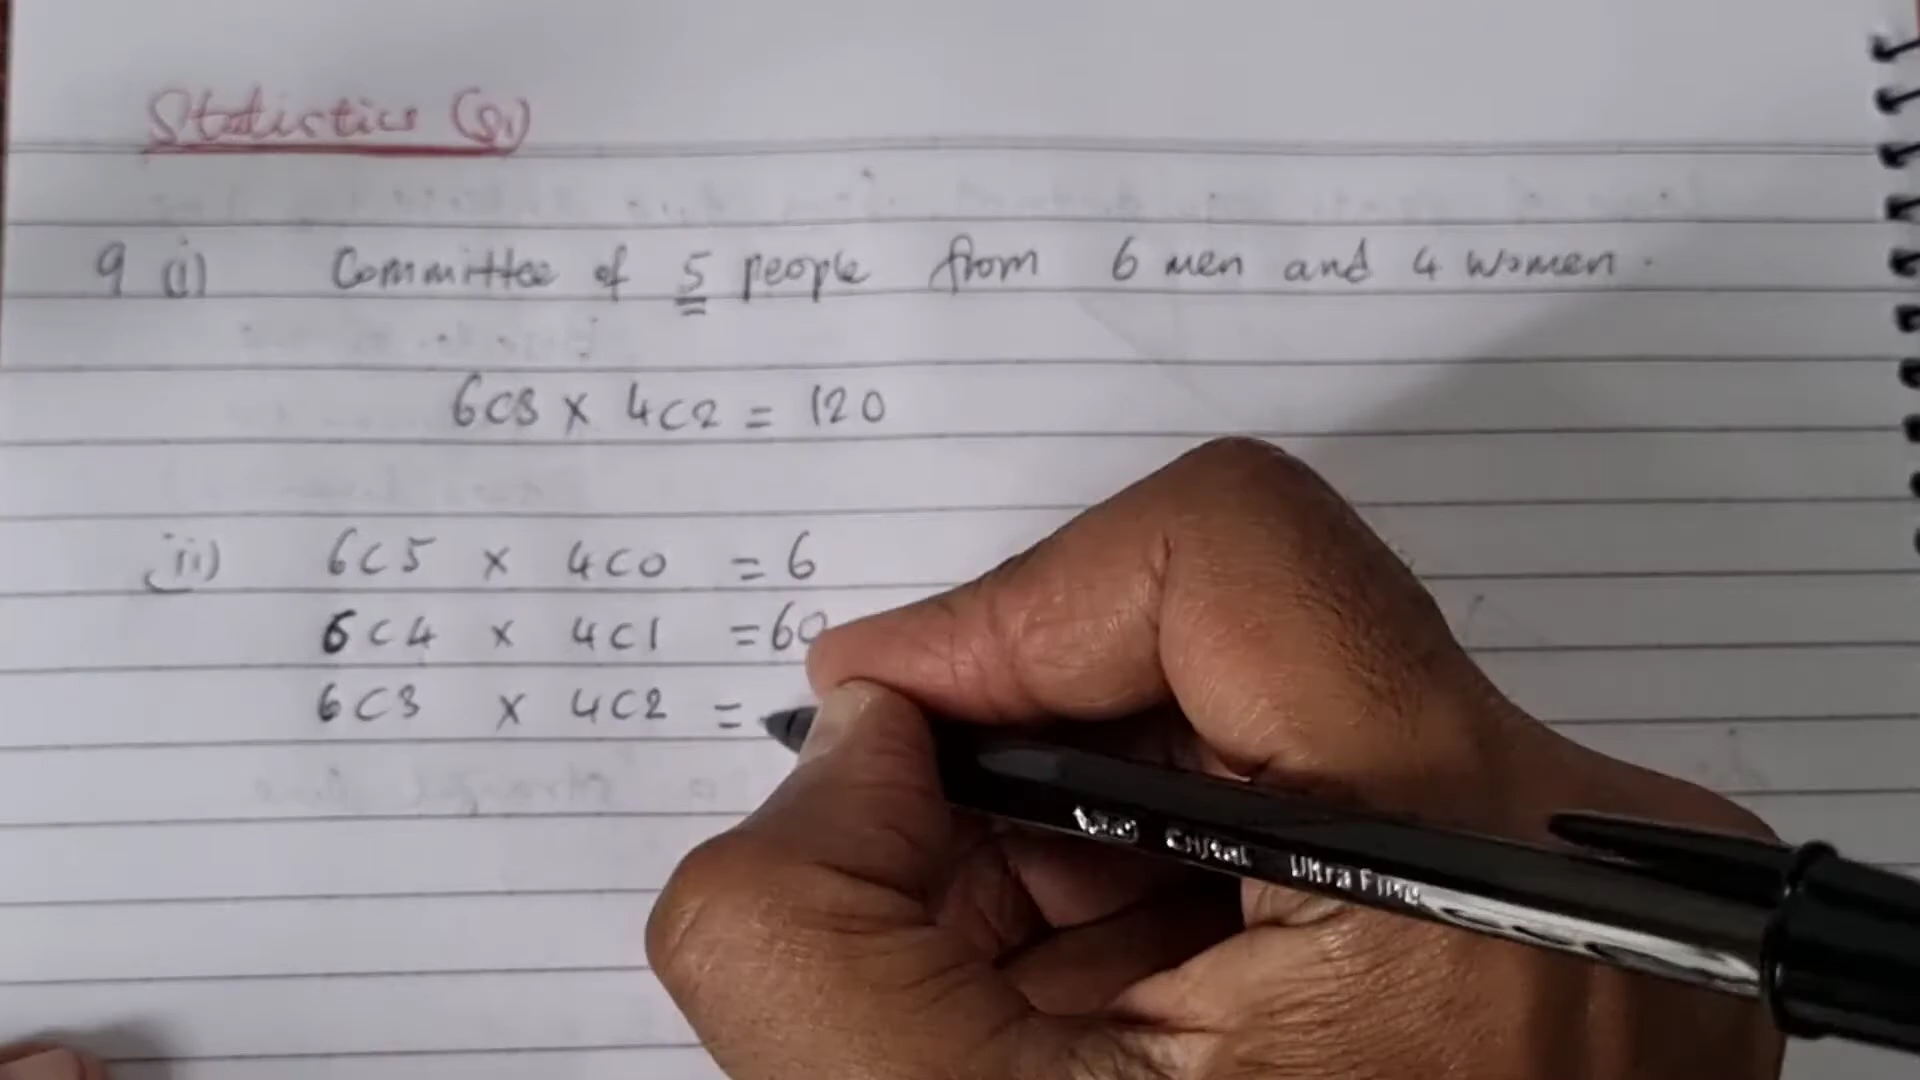 Statistics (S1)
9 (i) Committee of 5 people from 6 men and 4 women.
6C3 x 4C2 = 120
(ii) 6C5 x 4C0 = 6
6C4 x 4C1 = 60
6C3 x 4C2 =
Cristal Ultra Fine